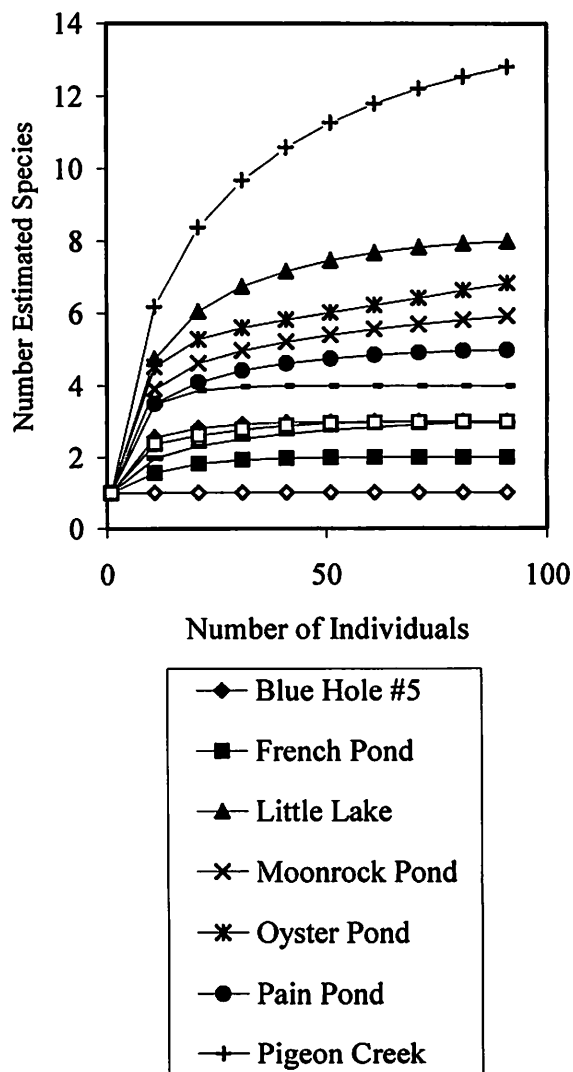 14
12
10
8
6
4
2
0
Number Estimated Species
0 50 100
Number of Individuals
Blue Hole #5
French Pond
Little Lake
Moonrock Pond
Oyster Pond
Pain Pond
Pigeon Creek